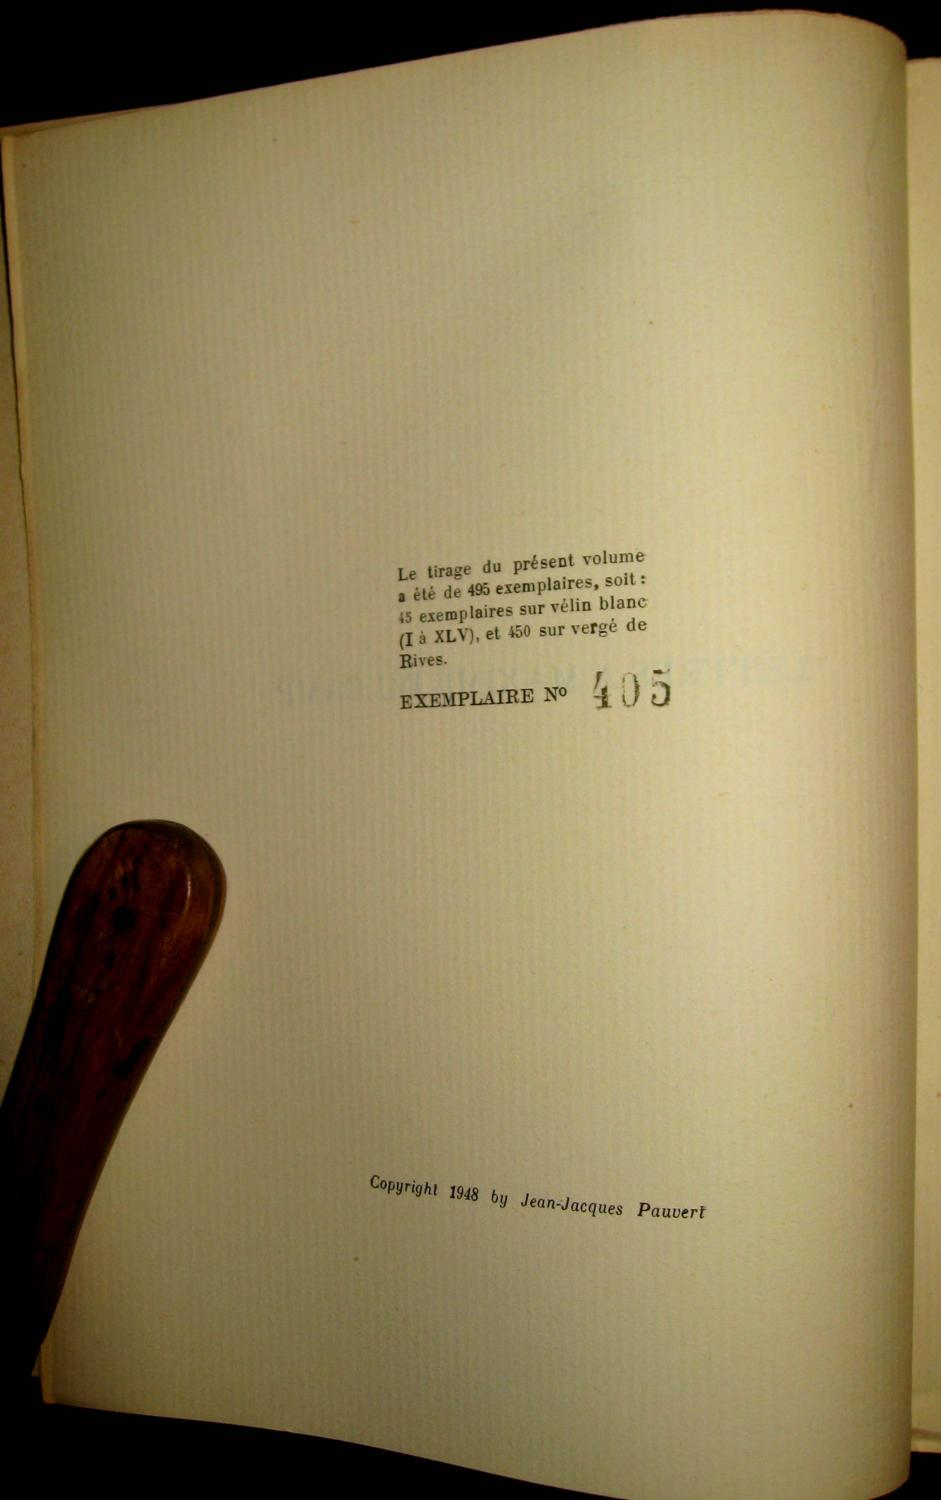 Le tirage du présent volume
a été de 495 exemplaires, soit :
45 exemplaires sur vélin blanc
(I à XLV), et 450 sur vergé de
Rives.
EXEMPLAIRE Nº 405
Copyright 1948 by Jean-Jacques Pauvert